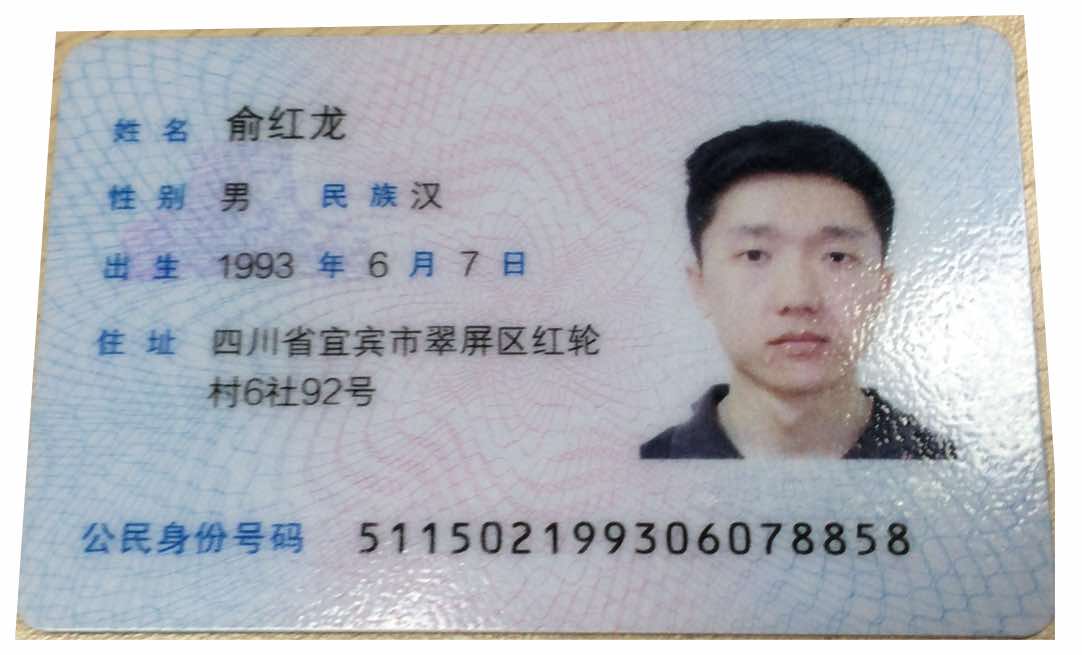 姓名 俞红龙
性别 男 民族 汉
出生 1993 年 6 月 7 日
住址 四川省宜宾市翠屏区红轮
村6社92号
公民身份号码 511502199306078858